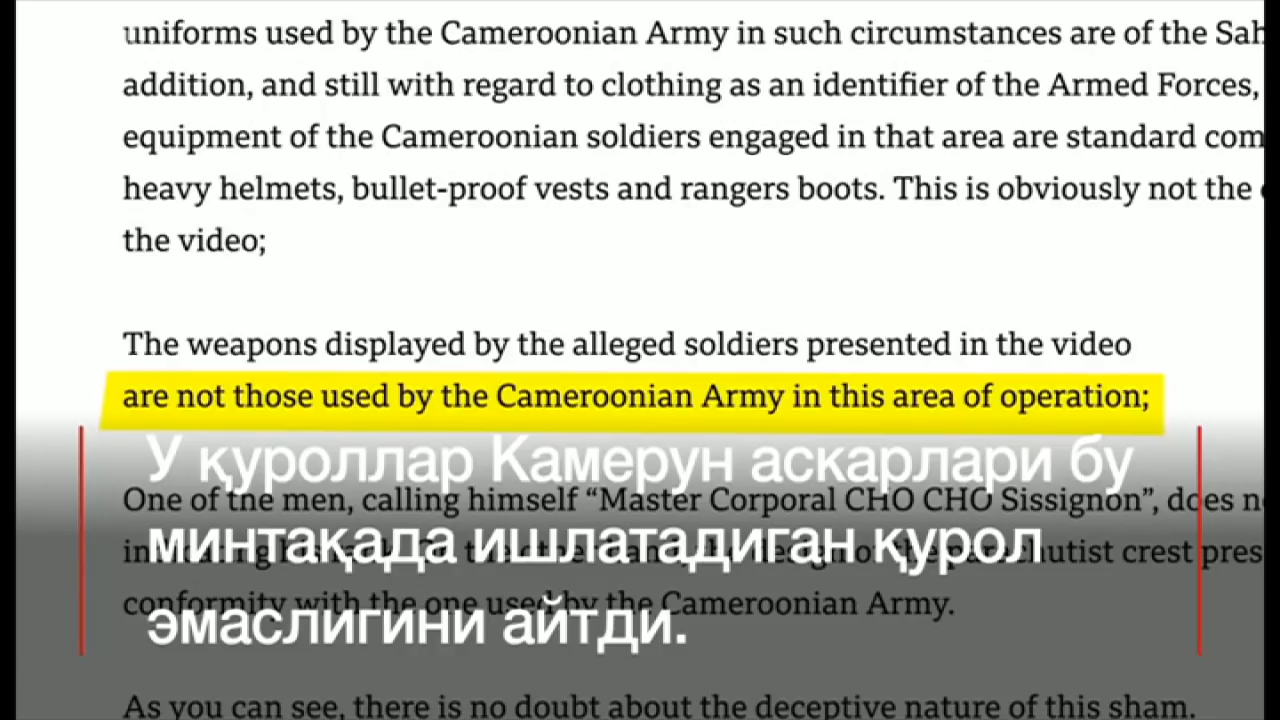 uniforms used by the Cameroonian Army in such circumstances are of the Sah
addition, and still with regard to clothing as an identifier of the Armed Forces,
equipment of the Cameroonian soldiers engaged in that area are standard com
heavy helmets, bullet-proof vests and rangers boots. This is obviously not the
the video;
The weapons displayed by the alleged soldiers presented in the video
are not those used by the Cameroonian Army in this area of operation;
У қуроллар Камерун аскарлари бу
One of the men, calling himself “Master Corporal CHO CHO Sissignon”, does n
минтақада ишлатадиган қурол
the parachutist crest pres
conformity with the one used by the Cameroonian Army.
эмаслигини айтди.
As you can see, there is no doubt about the deceptive nature of this sham.